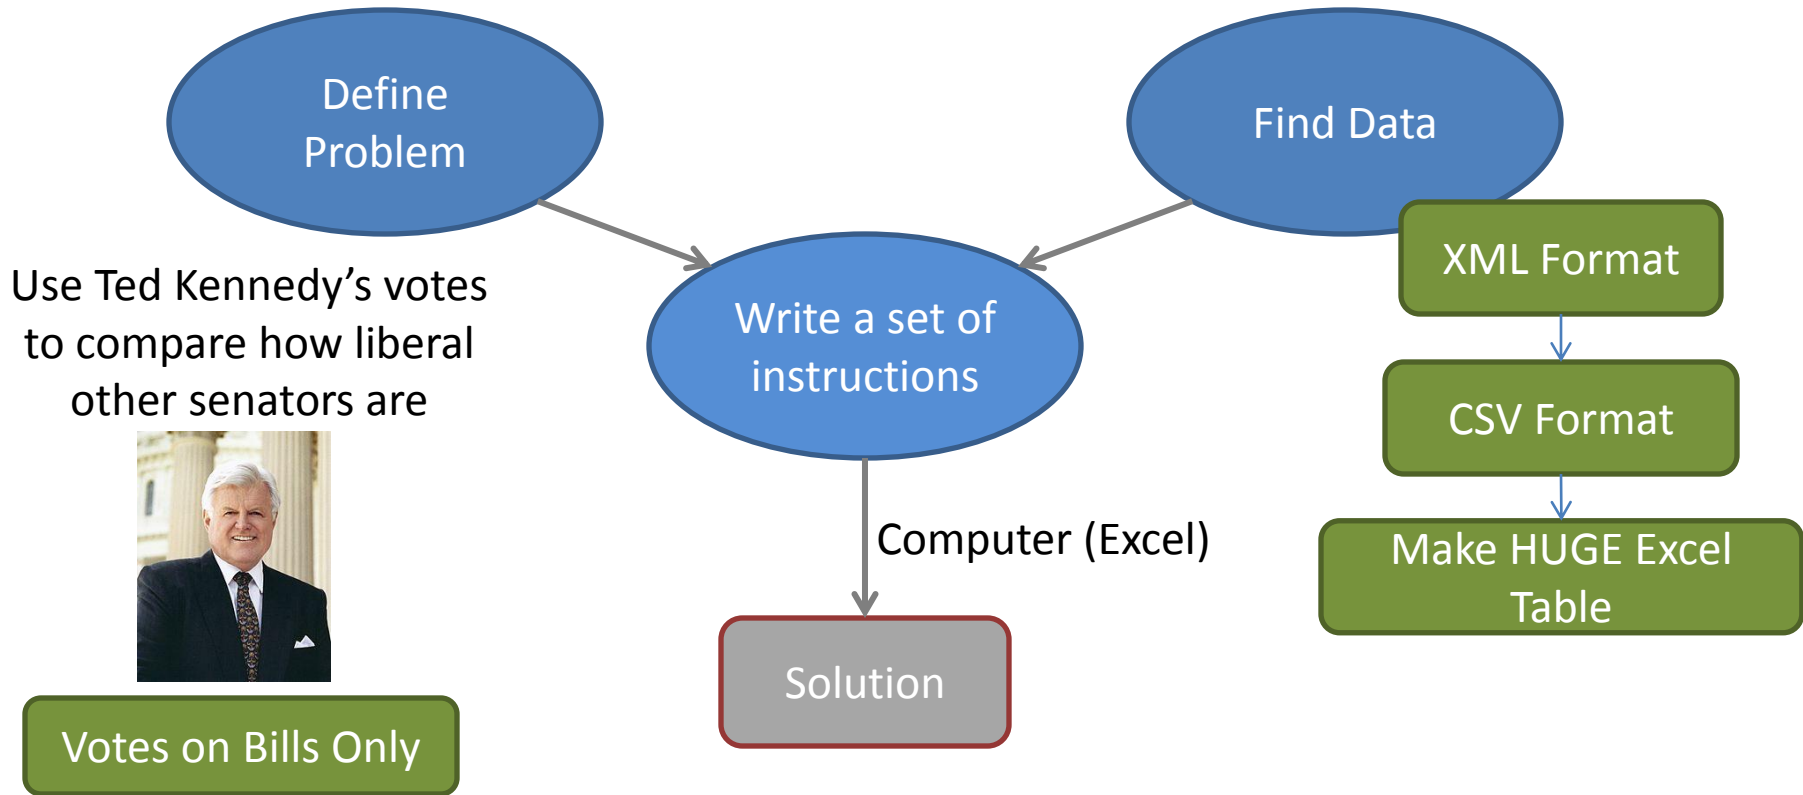 Define
Problem
Find Data
Use Ted Kennedy’s votes
to compare how liberal
other senators are
Write a set of
instructions
XML Format
CSV Format
Make HUGE Excel
Table
Computer (Excel)
Solution
Votes on Bills Only